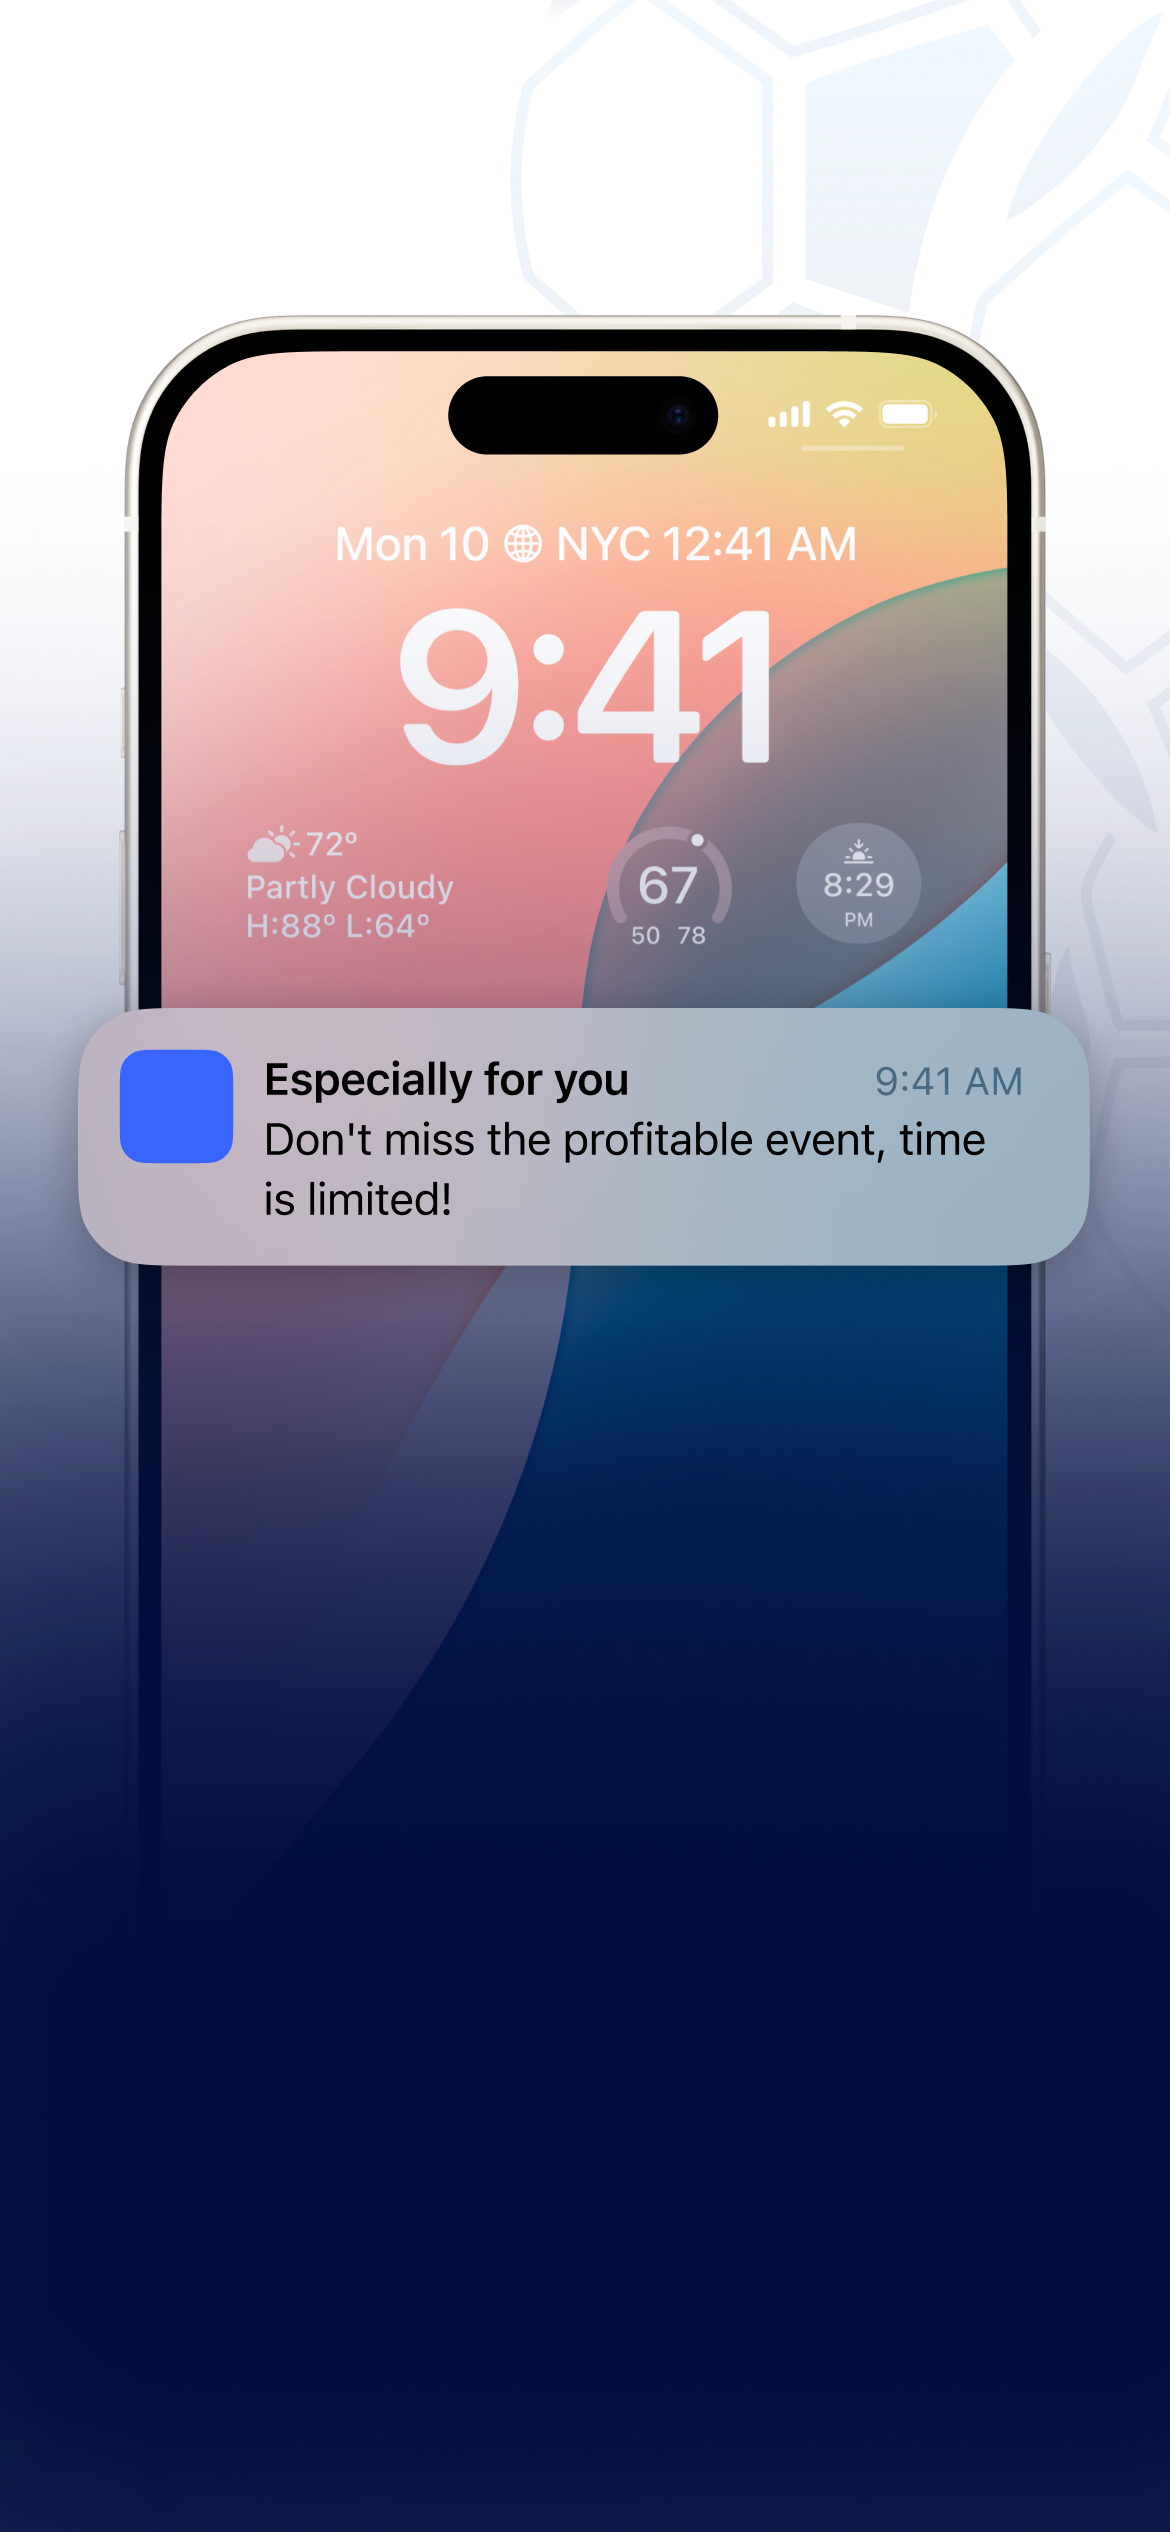 Mon 10 NYC 12:41 AM
9:41
72°
Partly Cloudy
H:88° L:64°
67
50 78
8:29
PM
Especially for you 9:41 AM
Don't miss the profitable event, time
is limited!